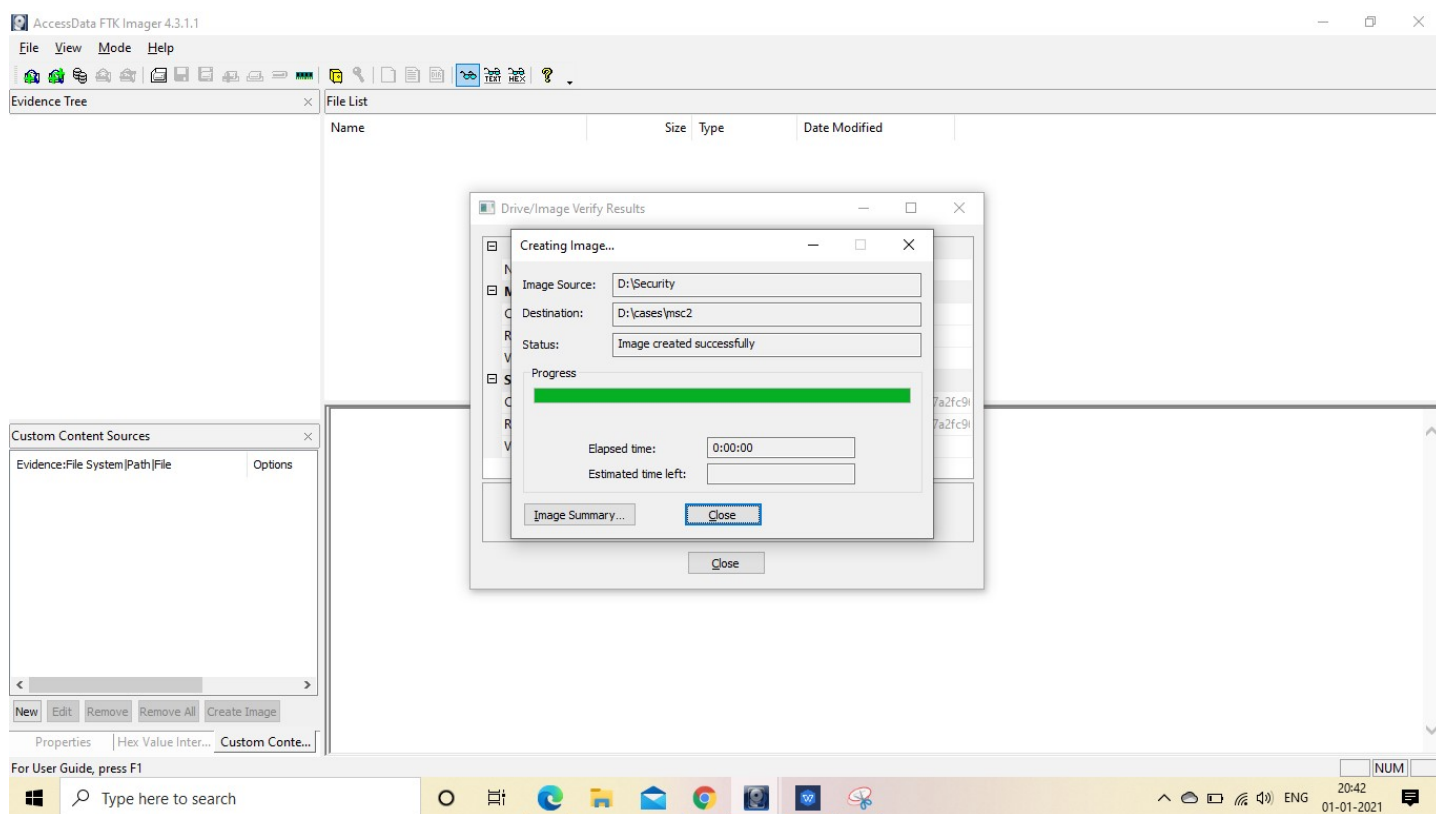 AccessData FTK Imager 4.3.1.1
File View Mode Help
TEXT HEX
Evidence Tree
File List
Name Size Type Date Modified
Drive/Image Verify Results
Creating Image...
Image Source: D:\Security
Destination: D:\cases\msc2
Status: Image created successfully
Progress
7a2fc9
7a2fc9
Elapsed time: 0:00:00
Estimated time left:
Image Summary... Close
Close
Custom Content Sources
Evidence:File System|Path|File Options
New Edit Remove Remove All Create Image
Properties Hex Value Inter... Custom Conte...
For User Guide, press F1
NUM
Type here to search
ENG
20:42
01-01-2021